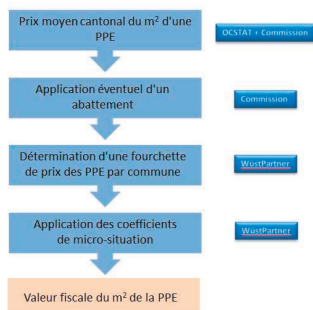 Prix moyen cantonal du m² d'une
PPE
OCSTAT + Commission
Application éventuel d'un
abattement
Commission
Détermination d'une fourchette
de prix des PPE par commune
WüstPartner
Application des coefficients
de micro-situation
WüstPartner
Valeur fiscale du m² de la PPE